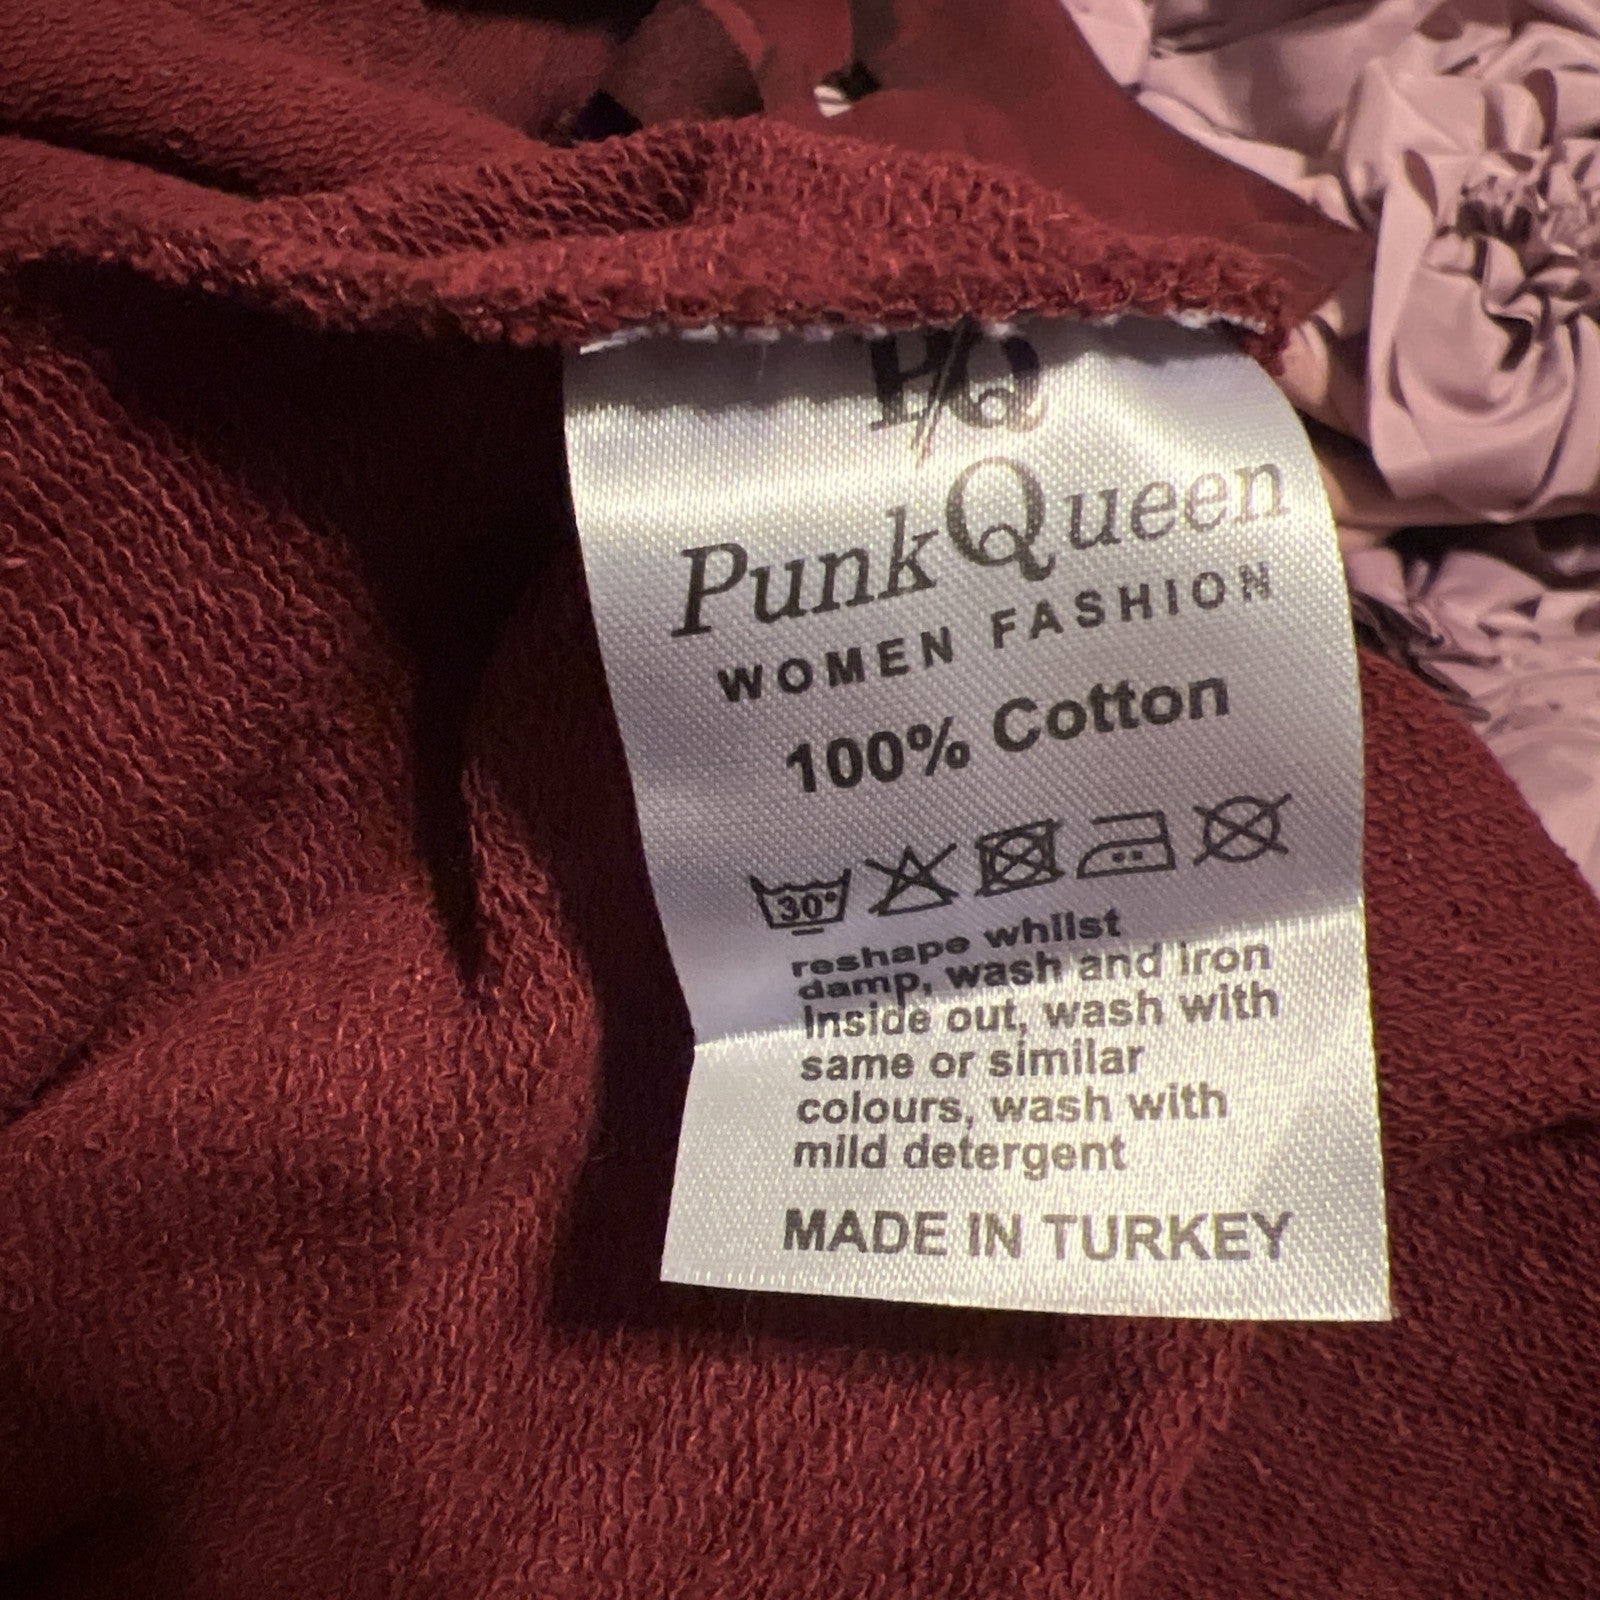 P/Q
PunkQueen
WOMEN FASHION
100% Cotton
30°
reshape whilst
damp, wash and iron
inside out, wash with
same or similar
colours, wash with
mild detergent
MADE IN TURKEY